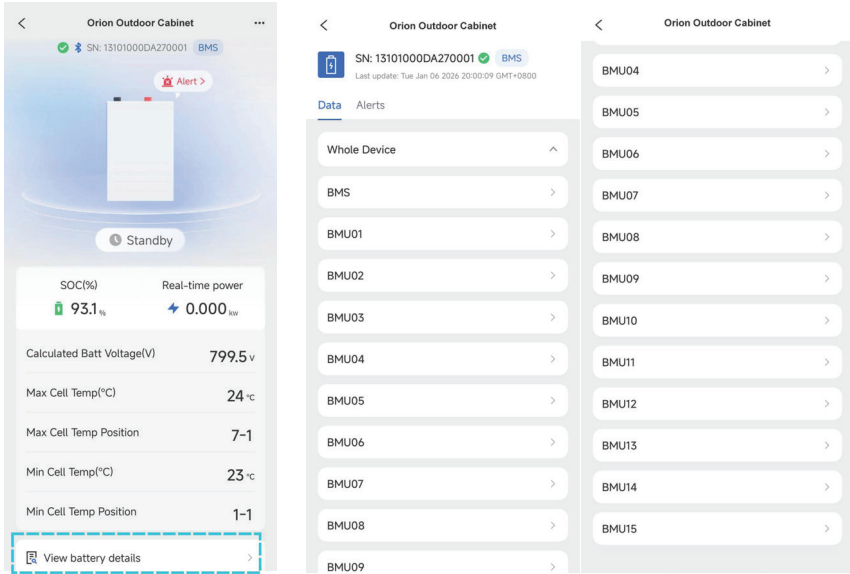 Orion Outdoor Cabinet
SN: 13101000DA270001 BMS
Alert >
Standby
SOC(%) Real-time power
93.1 % 0.000 kw
Calculated Batt Voltage(V) 799.5 v
Max Cell Temp(°C) 24 °C
Max Cell Temp Position 7-1
Min Cell Temp(°C) 23 °C
Min Cell Temp Position 1-1
View battery details
Orion Outdoor Cabinet
SN: 13101000DA270001 BMS
Last update: Tue Jan 06 2026 20:00:09 GMT+0800
Data Alerts
Whole Device
BMS
BMU01
BMU02
BMU03
BMU04
BMU05
BMU06
BMU07
BMU08
BMU09
Orion Outdoor Cabinet
BMU04
BMU05
BMU06
BMU07
BMU08
BMU09
BMU10
BMU11
BMU12
BMU13
BMU14
BMU15